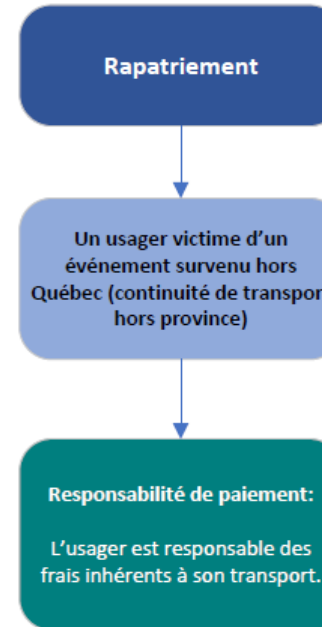 Rapatriement
Un usager victime d'un
événement survenu hors
Québec (continuité de transpor
hors province)
Responsabilité de paiement:
L'usager est responsable des
frais inhérents à son transport.